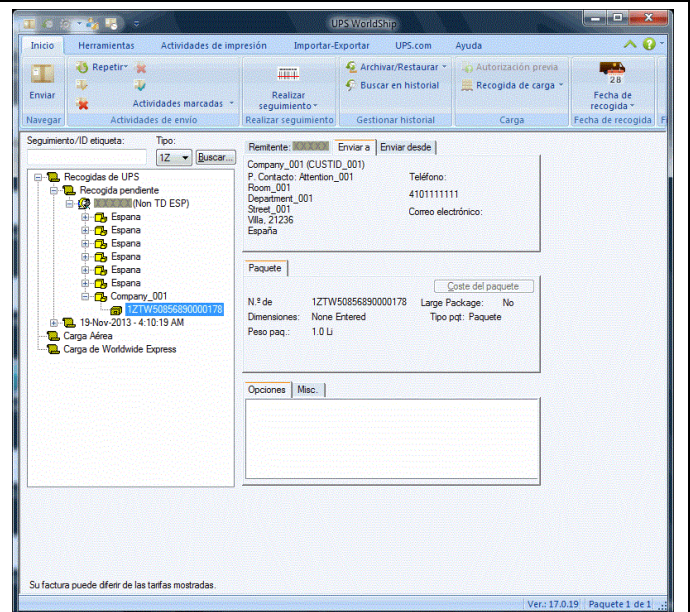 UPS WorldShip
Inicio Herramientas Actividades de impresión Importar-Exportar UPS.com Ayuda
Enviar
Repetir
Actividades marcadas
Realizar seguimiento
Archivar/Restaurar
Buscar en historial
Autorización previa
Recogida de carga
28
Fecha de recogida
Navegar Actividades de envío Realizar seguimiento Gestionar historial Carga Fecha de recogida
Seguimiento/ID etiqueta: Tipo:
1Z Buscar...
Recogidas de UPS
Recogida pendiente
(Non TD ESP)
Espana
Espana
Espana
Espana
Espana
Espana
Company_001
1ZTW50856890000178
19-Nov-2013 - 4:10:19 AM
Carga Aérea
Carga de Worldwide Express
Remitente: Enviar a Enviar desde
Company_001 (CUSTID_001)
P. Contacto: Attention_001 Teléfono:
Room_001
Department_001 4101111111
Street_001 Correo electrónico:
Villa, 21236
España
Paquete
Coste del paquete
N.º de 1ZTW50856890000178 Large Package: No
Dimensiones: None Entered Tipo pqt: Paquete
Peso paq.: 1.0 Li
Opciones Misc.
Su factura puede diferir de las tarifas mostradas.
Ver.: 17.0.19 Paquete 1 de 1